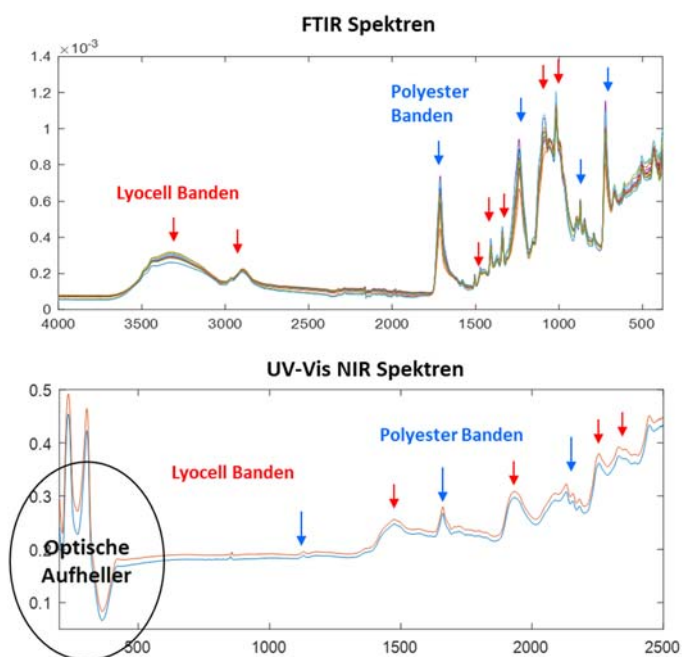 FTIR Spektren
×10⁻³
1.4
1.2
1
0.8
0.6
0.4
0.2
0
Polyester
Banden
Lyocell Banden
4000 3500 3000 2500 2000 1500 1000 500
UV-Vis NIR Spektren
0.5
0.4
0.3
0.2
0.1
Polyester Banden
Lyocell Banden
Optische
Aufheller
500 1000 1500 2000 2500